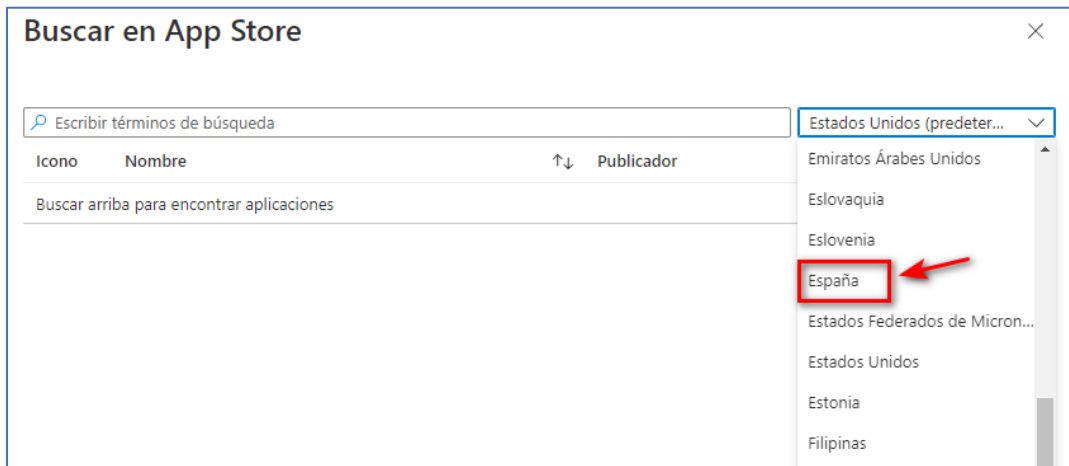 Buscar en App Store
Escribir términos de búsqueda
Estados Unidos (predeter...
Icono Nombre Publicador
Buscar arriba para encontrar aplicaciones
Emiratos Árabes Unidos
Eslovaquia
Eslovenia
España
Estados Federados de Micron...
Estados Unidos
Estonia
Filipinas